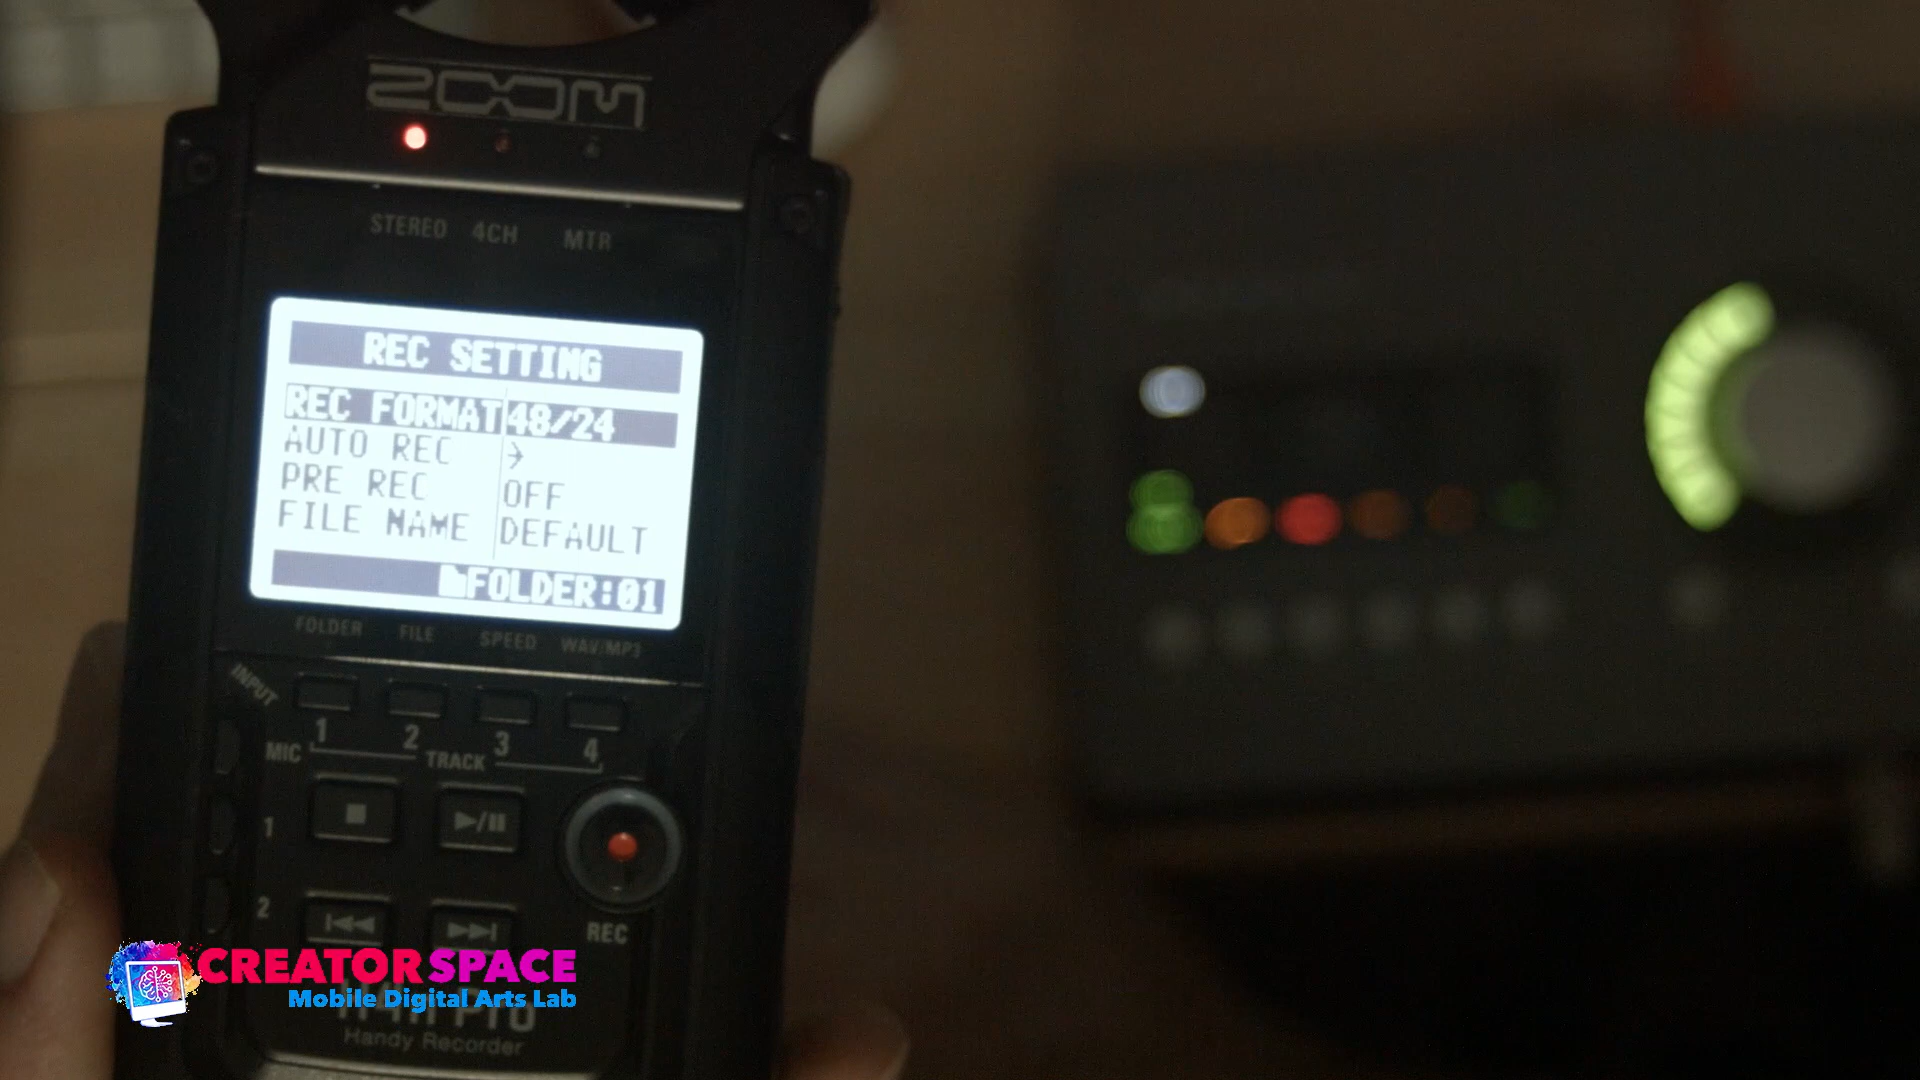 ZOOM
STEREO 4CH MTR
REC SETTING
REC FORMAT 48/24
AUTO REC →
PRE REC OFF
FILE NAME DEFAULT
FOLDER:01
FOLDER FILE SPEED WAV/MP3
INPUT
1 2 3 4
MIC
TRACK
1
2
REC
CREATORSPACE
Mobile Digital Arts Lab
H4n Pro
Handy Recorder